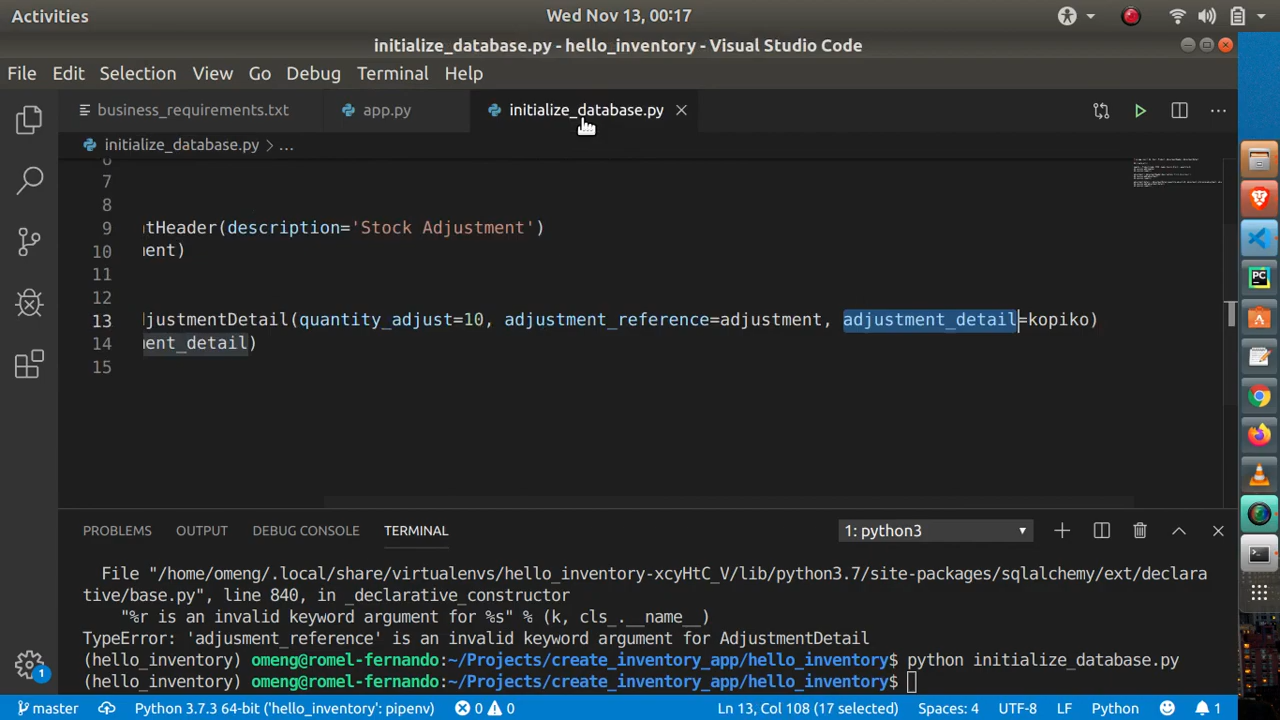 Activities
Wed Nov 13, 00:17
initialize_database.py - hello_inventory - Visual Studio Code
File Edit Selection View Go Debug Terminal Help
business_requirements.txt app.py initialize_database.py
initialize_database.py > ...
6
7
8
9 ıtHeader(description='Stock Adjustment')
10 ent)
11
12
13 justmentDetail(quantity_adjust=10, adjustment_reference=adjustment, adjustment_detail=kopiko)
14 ent_detail)
15
PROBLEMS OUTPUT DEBUG CONSOLE TERMINAL 1: python3
File "/home/omeng/.local/share/virtualenvs/hello_inventory-xcyHtC_V/lib/python3.7/site-packages/sqlalchemy/ext/declara
tive/base.py", line 840, in _declarative_constructor
"%r is an invalid keyword argument for %s" % (k, cls_.__name__)
TypeError: 'adjusment_reference' is an invalid keyword argument for AdjustmentDetail
(hello_inventory) omeng@romel-fernando:~/Projects/create_inventory_app/hello_inventory$ python initialize_database.py
(hello_inventory) omeng@romel-fernando:~/Projects/create_inventory_app/hello_inventory$
master Python 3.7.3 64-bit ('hello_inventory': pipenv) 0 0 Ln 13, Col 108 (17 selected) Spaces: 4 UTF-8 LF Python 1